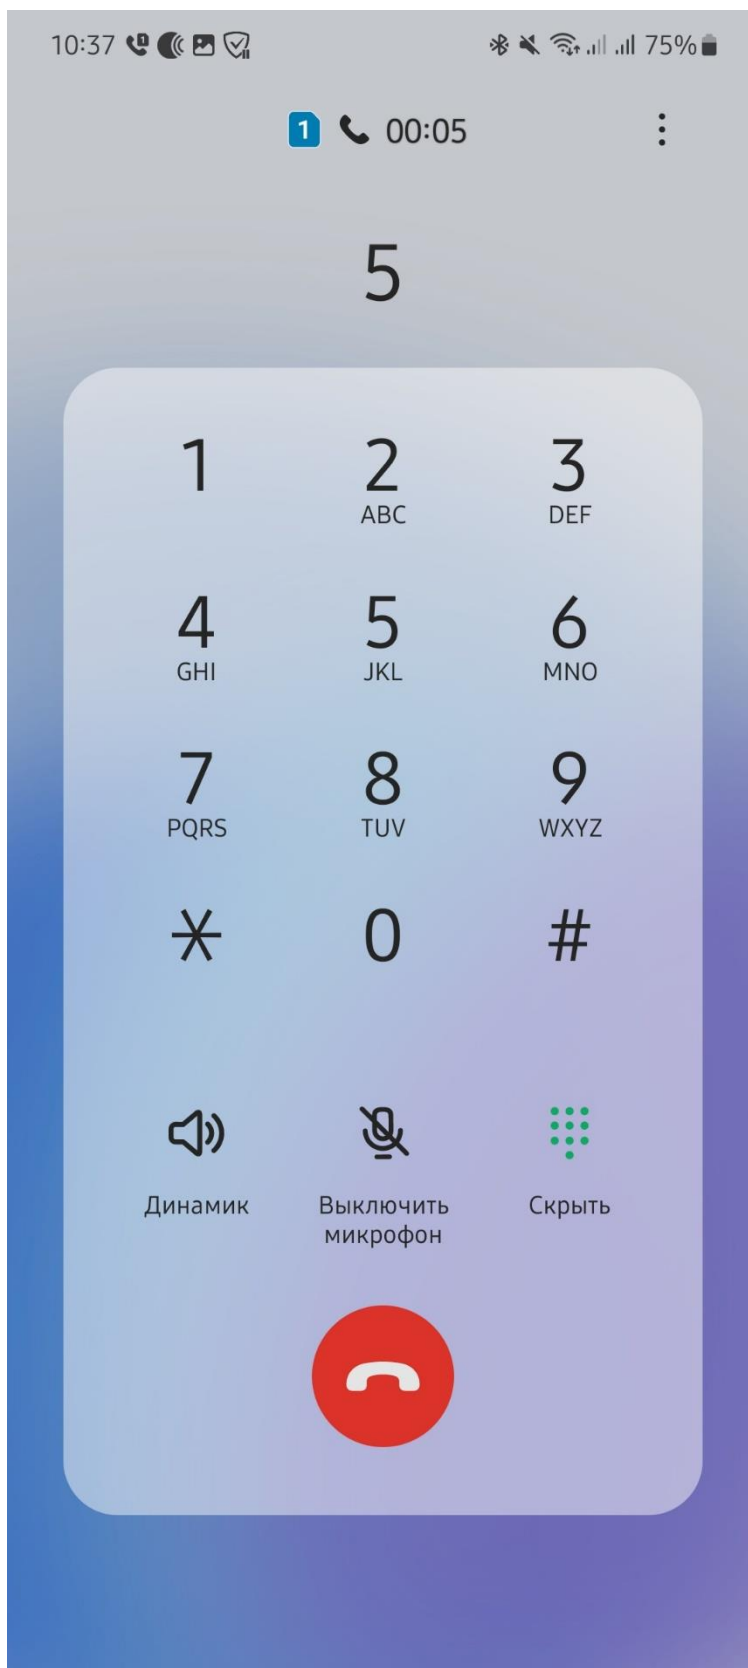 10:37 75%
1 00:05
5
1 2 3
ABC DEF
4 5 6
GHI JKL MNO
7 8 9
PQRS TUV WXYZ
* 0 #
Динамик Выключить микрофон Скрыть